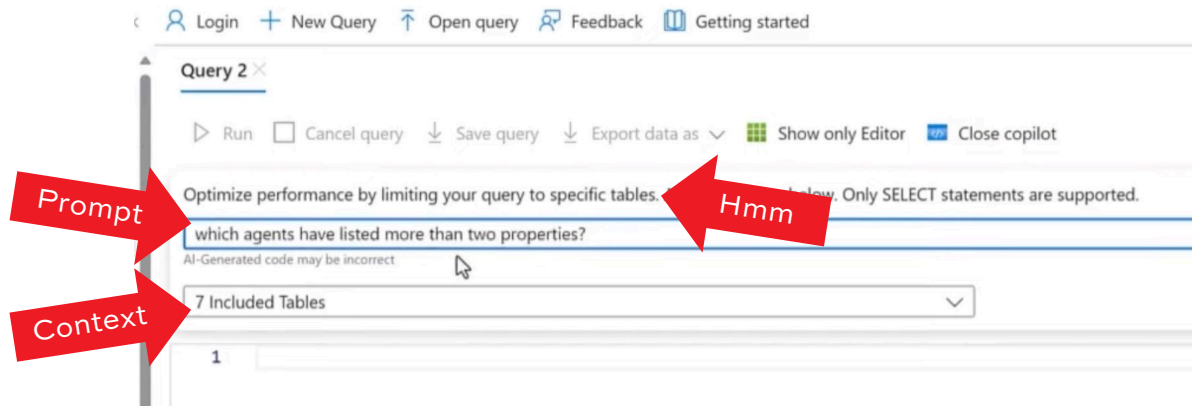 Login New Query Open query Feedback Getting started
Query 2
Run Cancel query Save query Export data as Show only Editor Close copilot
Optimize performance by limiting your query to specific tables. below. Only SELECT statements are supported.
Prompt
Hmm
which agents have listed more than two properties?
AI-Generated code may be incorrect
7 Included Tables
Context
1